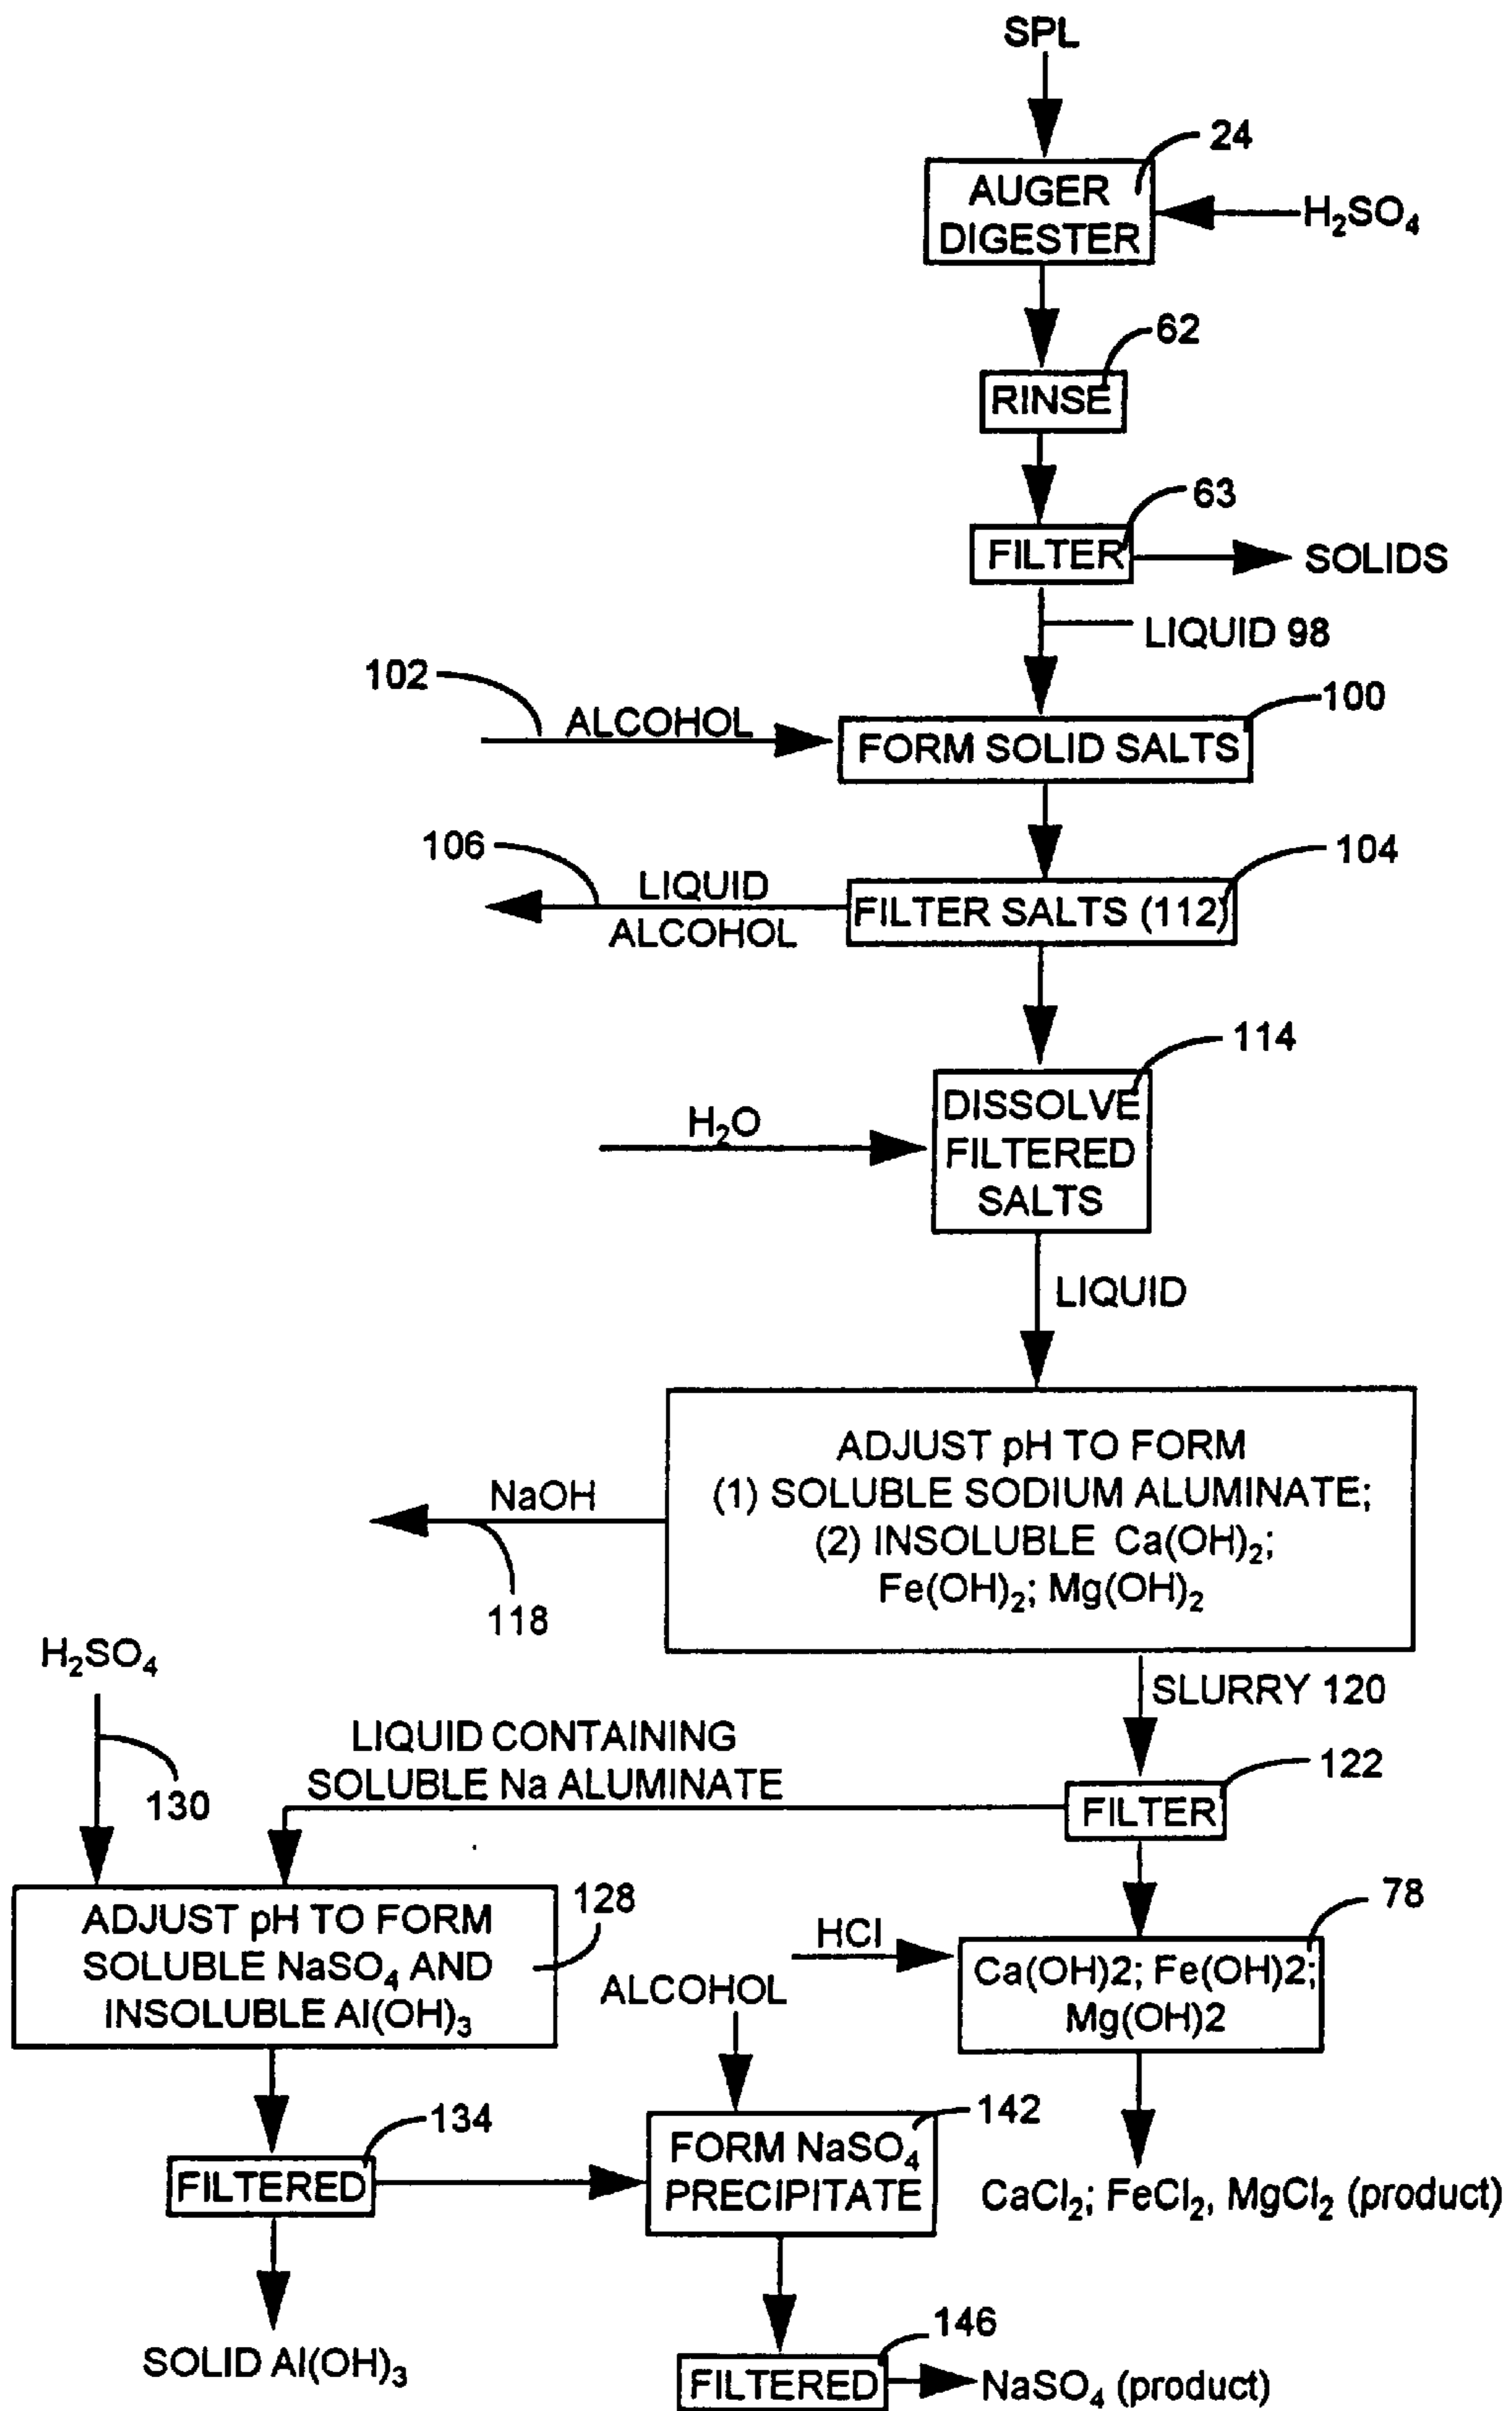 SPL
24
AUGER
DIGESTER
H₂SO₄
62
RINSE
63
FILTER
SOLIDS
LIQUID 98
102
ALCOHOL
100
FORM SOLID SALTS
106
LIQUID
ALCOHOL
104
FILTER SALTS (112)
114
H₂O
DISSOLVE
FILTERED
SALTS
LIQUID
ADJUST pH TO FORM
(1) SOLUBLE SODIUM ALUMINATE;
(2) INSOLUBLE Ca(OH)₂;
Fe(OH)₂; Mg(OH)₂
NaOH
118
H₂SO₄
130
SLURRY 120
LIQUID CONTAINING
SOLUBLE Na ALUMINATE
122
FILTER
128
ADJUST pH TO FORM
SOLUBLE NaSO₄ AND
INSOLUBLE Al(OH)₃
78
HCl
Ca(OH)2; Fe(OH)2;
Mg(OH)2
ALCOHOL
134
FILTERED
142
FORM NaSO₄
PRECIPITATE
CaCl₂; FeCl₂, MgCl₂ (product)
SOLID Al(OH)₃
146
FILTERED
NaSO₄ (product)